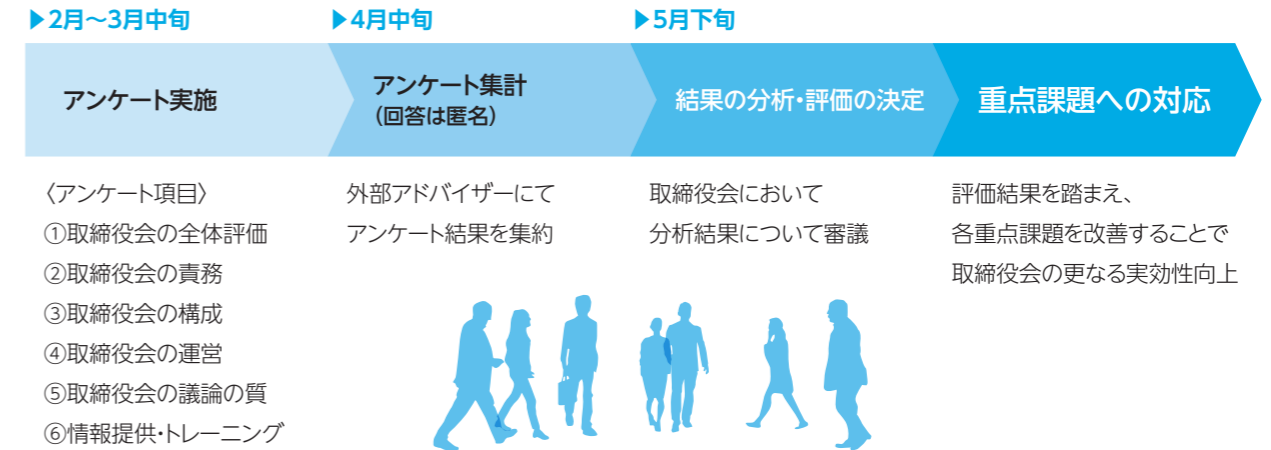 ▶2月～3月中旬
▶4月中旬
▶5月下旬
アンケート実施
アンケート集計
（回答は匿名）
結果の分析・評価の決定
重点課題への対応
〈アンケート項目〉
①取締役会の全体評価
②取締役会の責務
③取締役会の構成
④取締役会の運営
⑤取締役会の議論の質
⑥情報提供・トレーニング
外部アドバイザーにて
アンケート結果を集約
取締役会において
分析結果について審議
評価結果を踏まえ、
各重点課題を改善することで
取締役会の更なる実効性向上